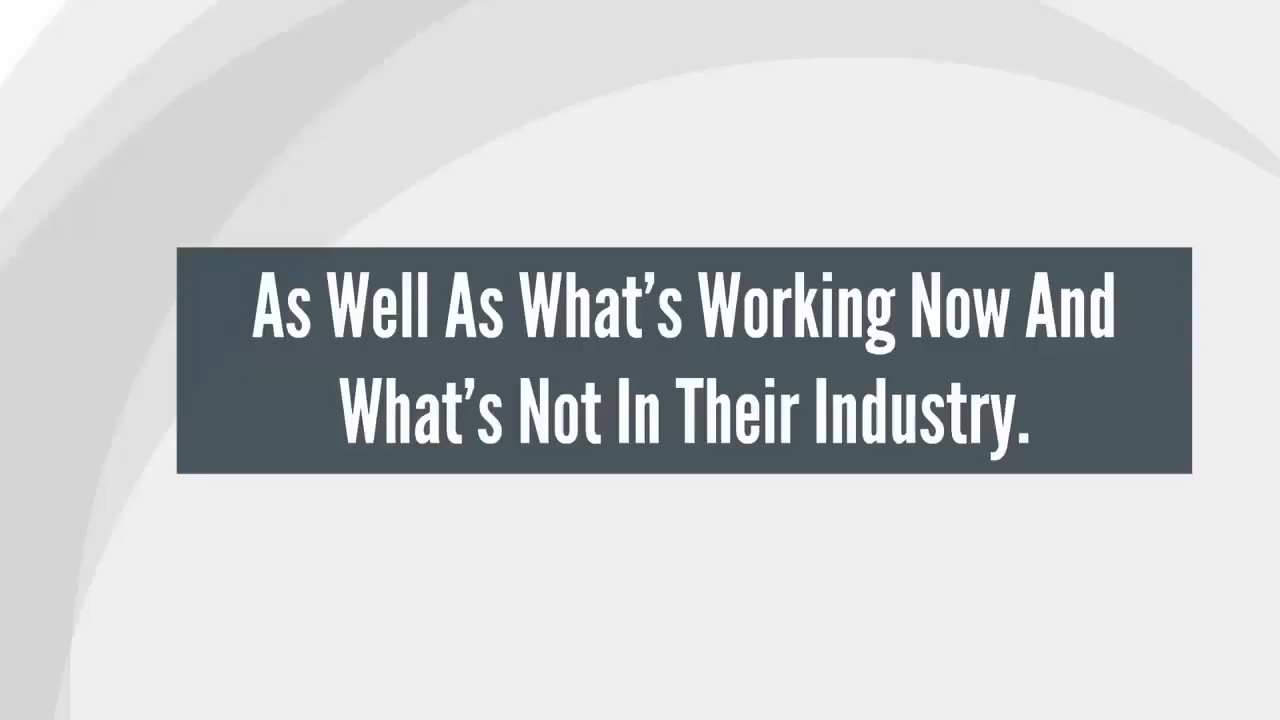 As Well As What’s Working Now And
What’s Not In Their Industry.